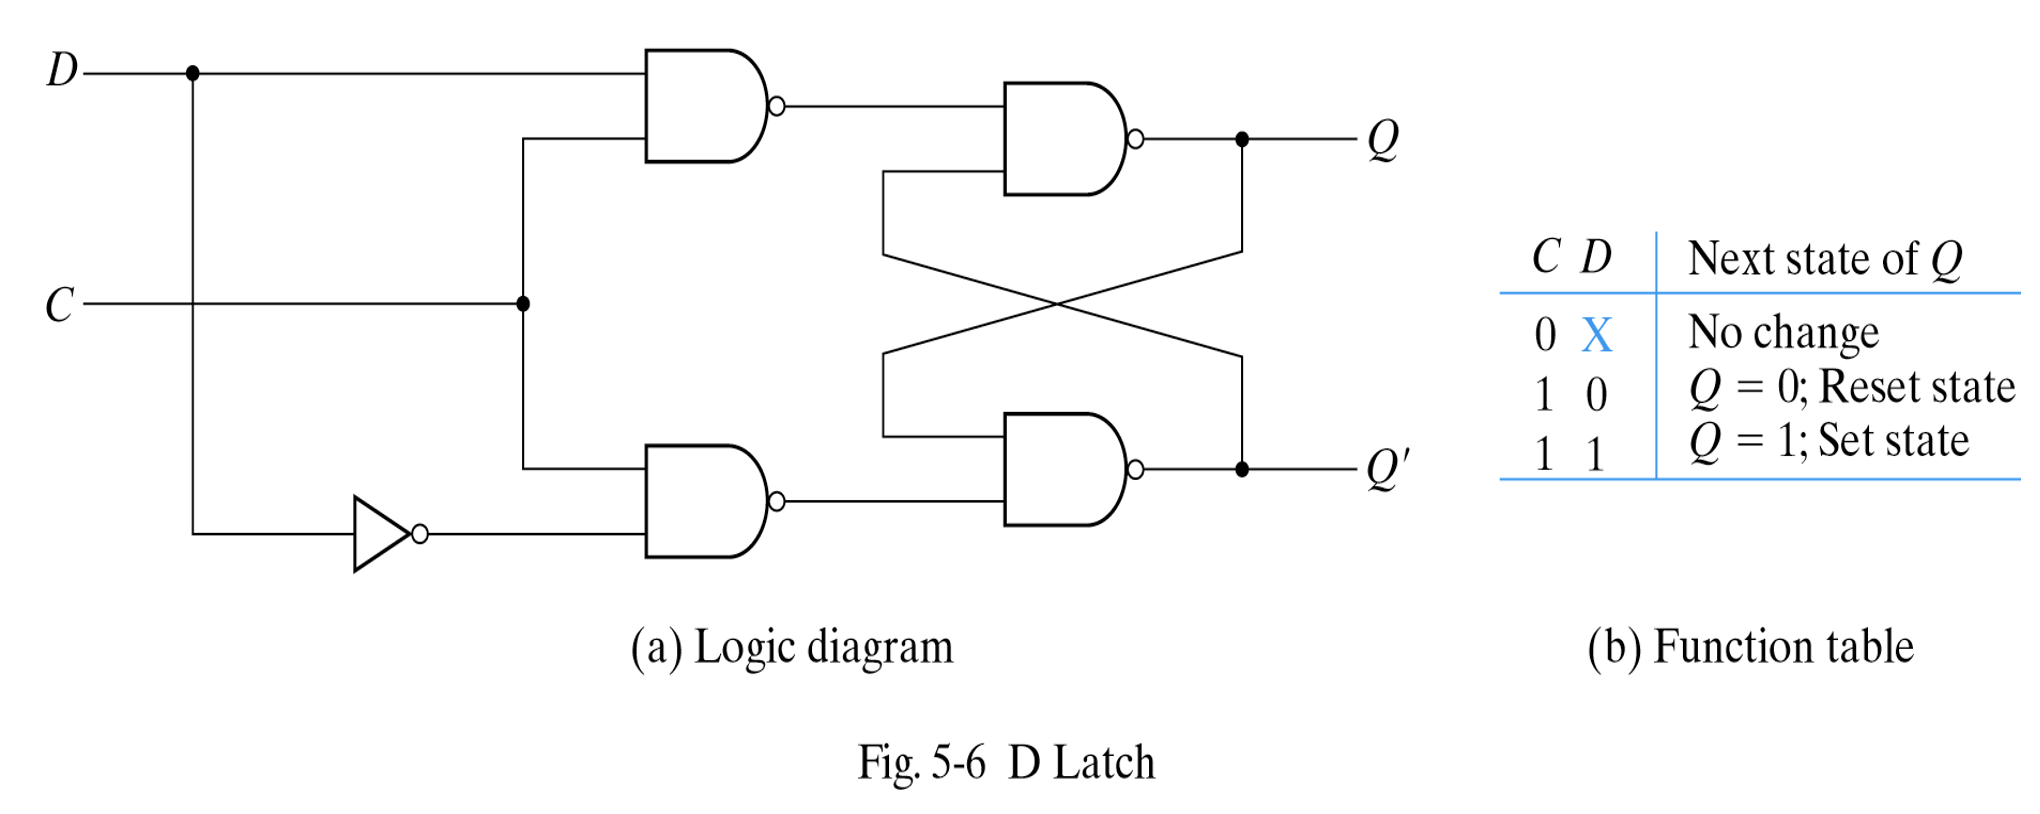 D
C
Q
Q′
C D Next state of Q
0 X No change
1 0 Q = 0; Reset state
1 1 Q = 1; Set state
(a) Logic diagram
(b) Function table
Fig. 5-6 D Latch